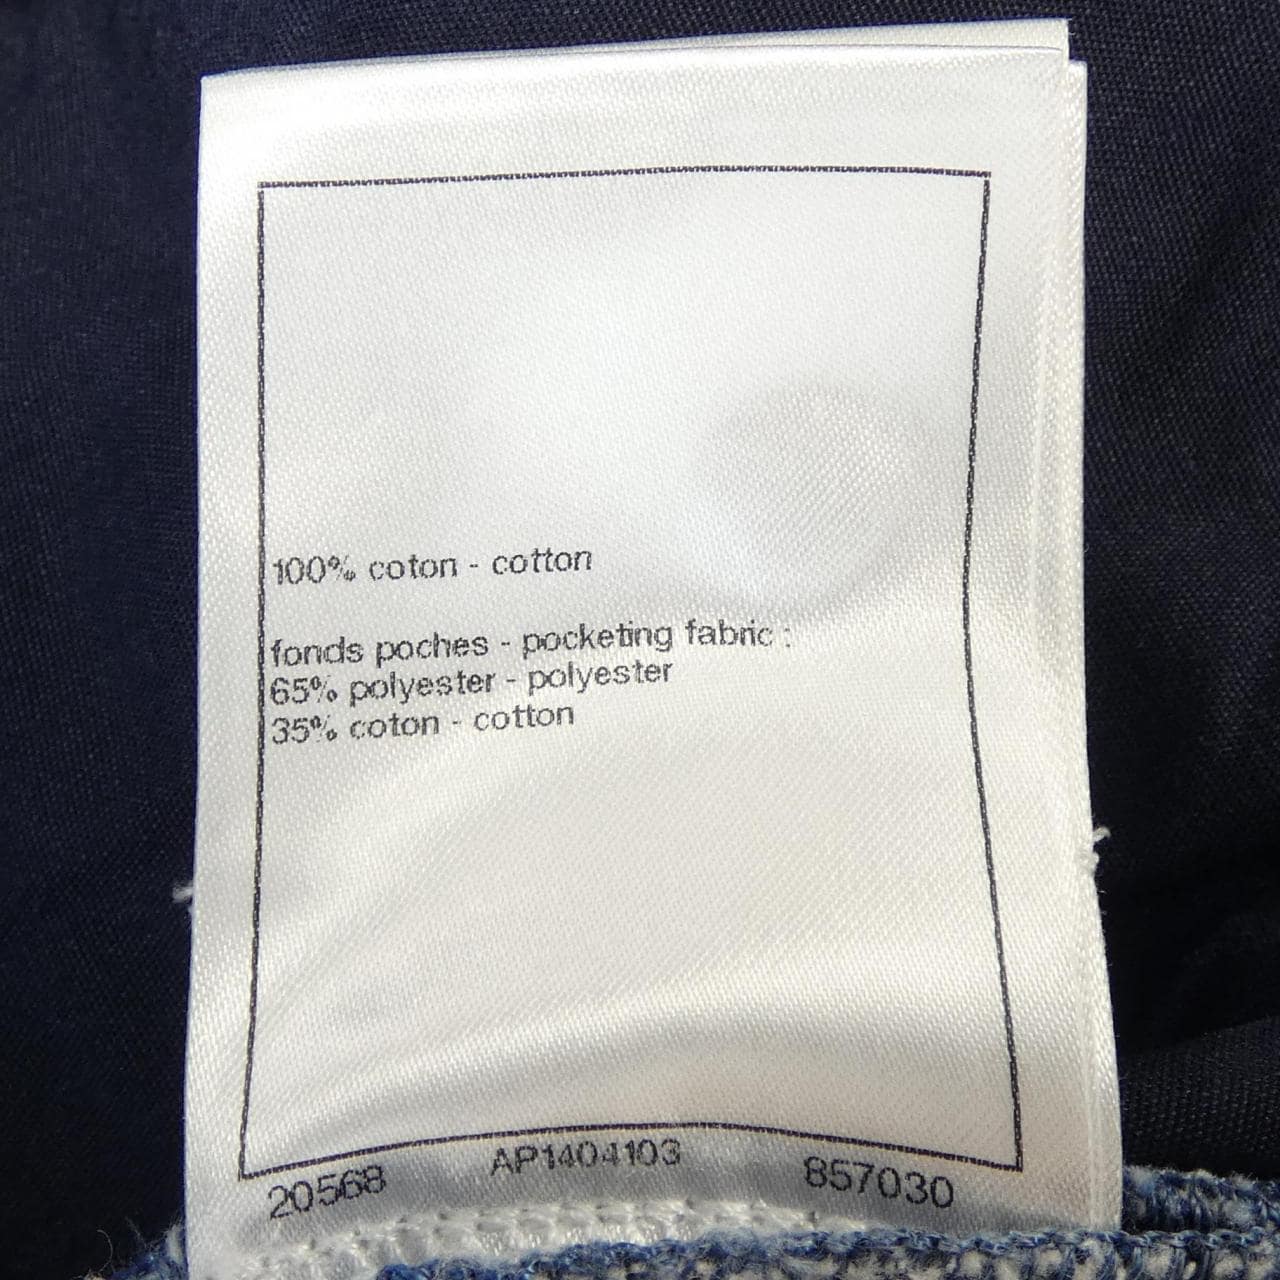 100% coton - cotton
fonds poches - pocketing fabric :
65% polyester - polyester
35% coton - cotton
20568 AP1404103 857030